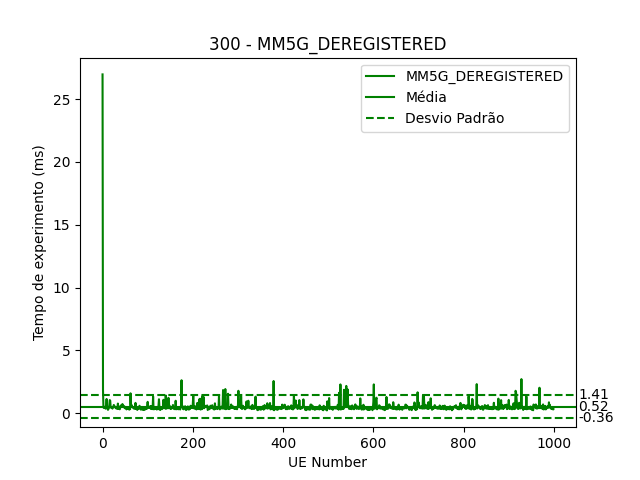 300 - MM5G_DEREGISTERED
MM5G_DEREGISTERED
Média
Desvio Padrão
Tempo de experimento (ms)
25
20
15
10
5
0
1.41
0.52
-0.36
0 200 400 600 800 1000
UE Number